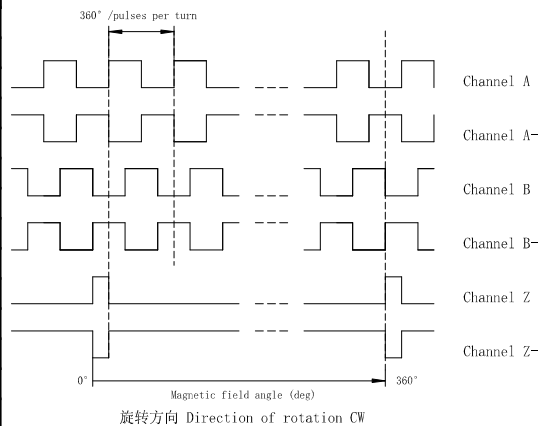 360° /pulses per turn
Channel A
Channel A-
Channel B
Channel B-
Channel Z
Channel Z-
0°
360°
Magnetic field angle (deg)
旋转方向 Direction of rotation CW